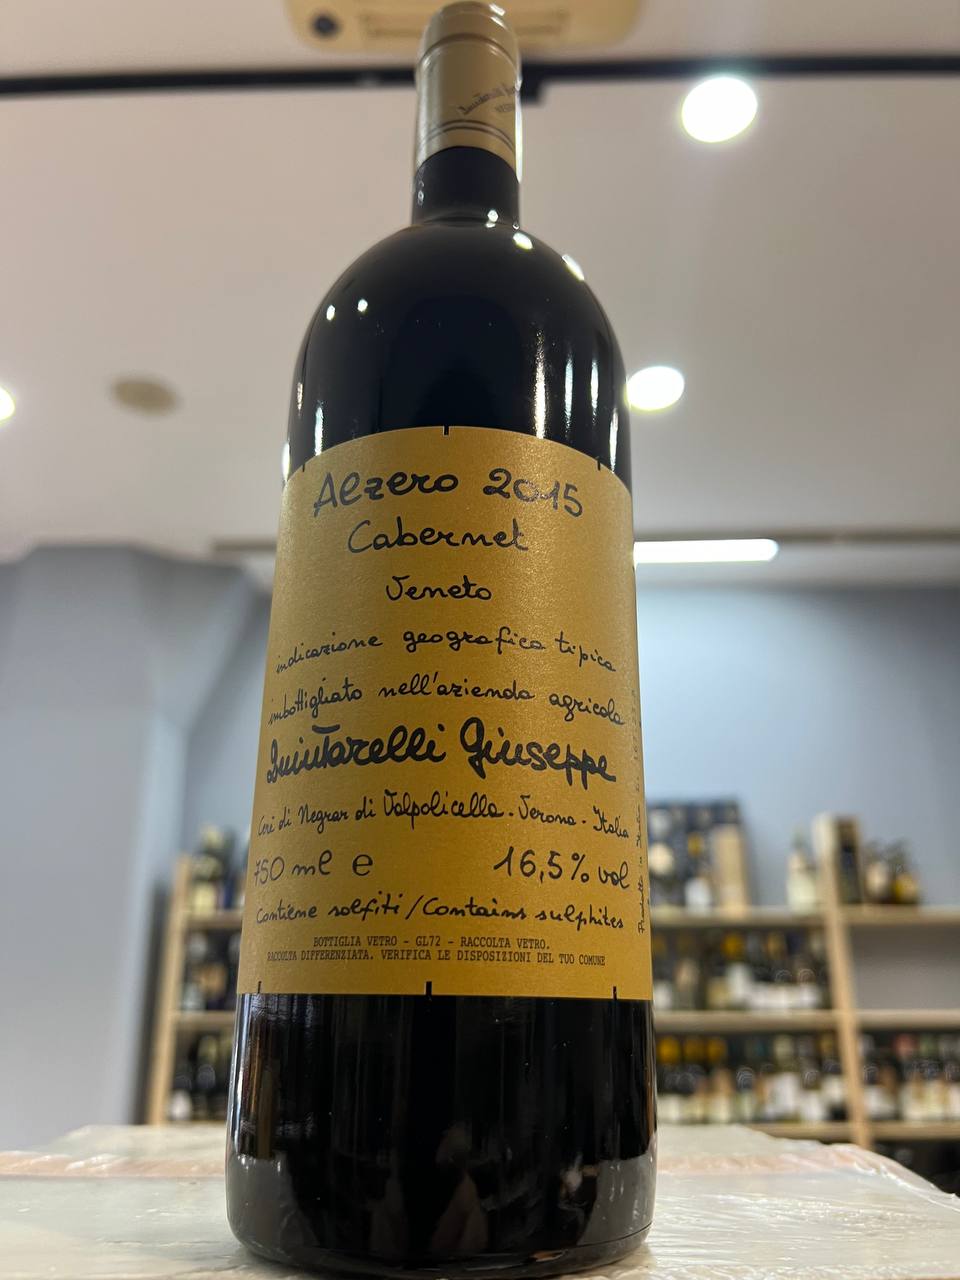 Alzero 2015
Cabernet
Veneto
indicazione geografica tipica
imbottigliato nell'azienda agricola
Quintarelli Giuseppe
Cerè di Negrar di Valpolicella - Verona - Italia
750 ml e
16,5% vol
Contiene solfiti/Contains sulphites
BOTTIGLIA VETRO - GL72 - RACCOLTA VETRO.
RACCOLTA DIFFERENZIATA. VERIFICA LE DISPOSIZIONI DEL TUO COMUNE